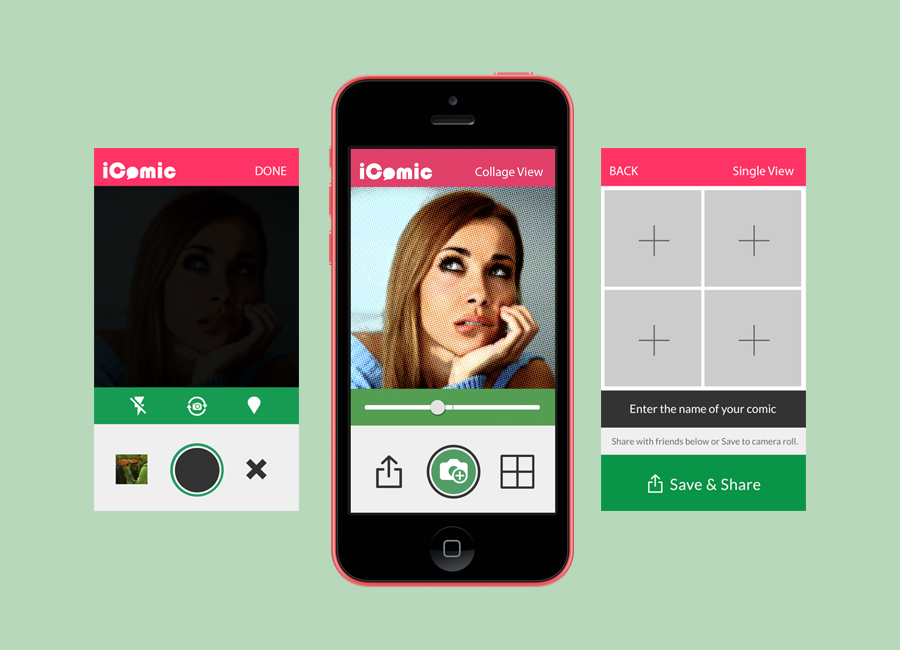 iComic
DONE
iComic
Collage View
BACK
Single View
Enter the name of your comic
Share with friends below or Save to camera roll.
Save & Share